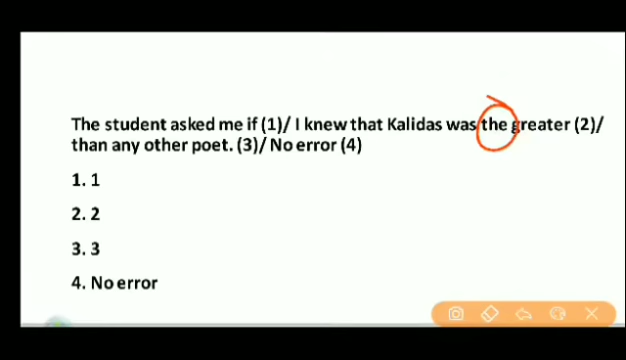 The student asked me if (1)/ I knew that Kalidas was the greater (2)/
than any other poet. (3)/ No error (4)
1. 1
2. 2
3. 3
4. No error